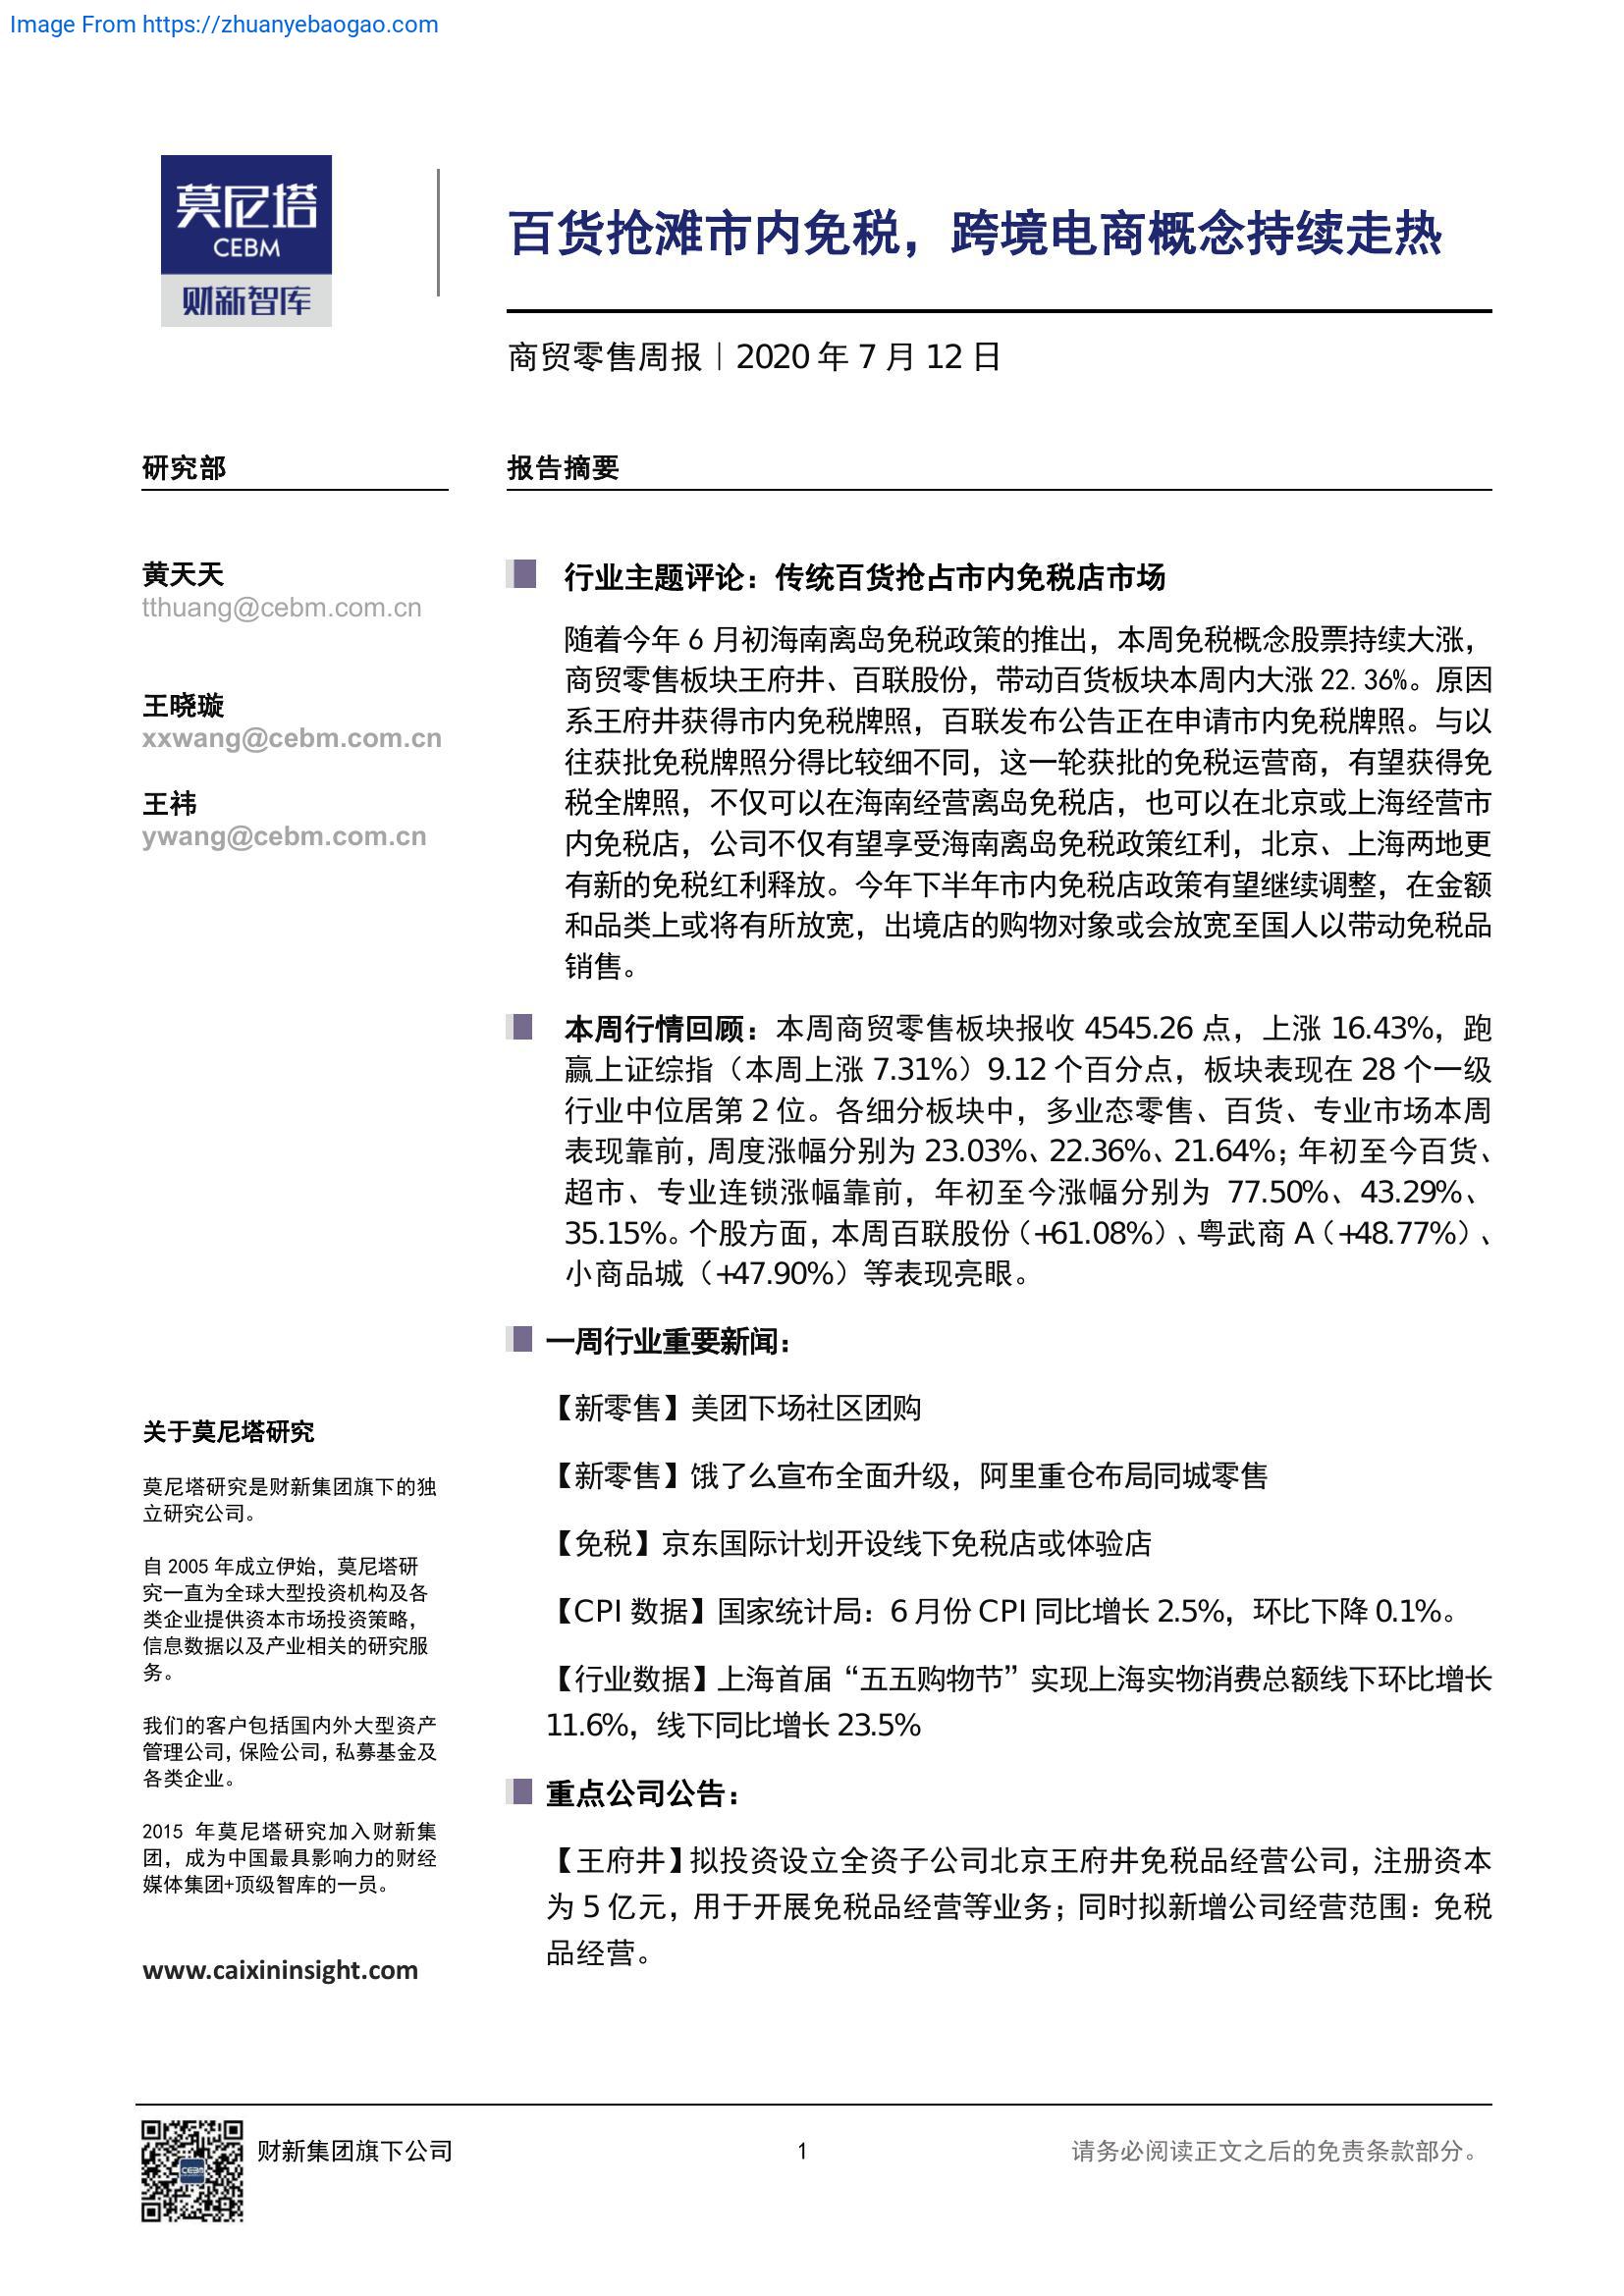 Image From https://zhuanyebaogao.com
莫尼塔
CEBM
财新智库
百货抢滩市内免税，跨境电商概念持续走热
商贸零售周报｜2020 年 7 月 12 日
研究部
黄天天
tthuang@cebm.com.cn
王晓璇
xxwang@cebm.com.cn
王祎
ywang@cebm.com.cn
关于莫尼塔研究
莫尼塔研究是财新集团旗下的独
立研究公司。
自 2005 年成立伊始，莫尼塔研
究一直为全球大型投资机构及各
类企业提供资本市场投资策略，
信息数据以及产业相关的研究服
务。
我们的客户包括国内外大型资产
管理公司，保险公司，私募基金及
各类企业。
2015 年莫尼塔研究加入财新集
团，成为中国最具影响力的财经
媒体集团+顶级智库的一员。
www.caixininsight.com
报告摘要
行业主题评论：传统百货抢占市内免税店市场
随着今年 6 月初海南离岛免税政策的推出，本周免税概念股票持续大涨，
商贸零售板块王府井、百联股份，带动百货板块本周内大涨 22.36%。原因
系王府井获得市内免税牌照，百联发布公告正在申请市内免税牌照。与以
往获批免税牌照分得比较细不同，这一轮获批的免税运营商，有望获得免
税全牌照，不仅可以在海南经营离岛免税店，也可以在北京或上海经营市
内免税店，公司不仅有望享受海南离岛免税政策红利，北京、上海两地更
有新的免税红利释放。今年下半年市内免税店政策有望继续调整，在金额
和品类上或将有所放宽，出境店的购物对象或会放宽至国人以带动免税品
销售。
本周行情回顾：本周商贸零售板块报收 4545.26 点，上涨 16.43%，跑
赢上证综指（本周上涨 7.31%）9.12 个百分点，板块表现在 28 个一级
行业中位居第 2 位。各细分板块中，多业态零售、百货、专业市场本周
表现靠前，周度涨幅分别为 23.03%、22.36%、21.64%；年初至今百货、
超市、专业连锁涨幅靠前，年初至今涨幅分别为 77.50%、43.29%、
35.15%。个股方面，本周百联股份（+61.08%）、粤武商 A（+48.77%）、
小商品城（+47.90%）等表现亮眼。
一周行业重要新闻：
【新零售】美团下场社区团购
【新零售】饿了么宣布全面升级，阿里重仓布局同城零售
【免税】京东国际计划开设线下免税店或体验店
【CPI 数据】国家统计局：6 月份 CPI 同比增长 2.5%，环比下降 0.1%。
【行业数据】上海首届“五五购物节”实现上海实物消费总额线下环比增长
11.6%，线下同比增长 23.5%
重点公司公告：
【王府井】拟投资设立全资子公司北京王府井免税品经营公司，注册资本
为 5 亿元，用于开展免税品经营等业务；同时拟新增公司经营范围：免税
品经营。
CEBM
财新集团旗下公司
1
请务必阅读正文之后的免责条款部分。